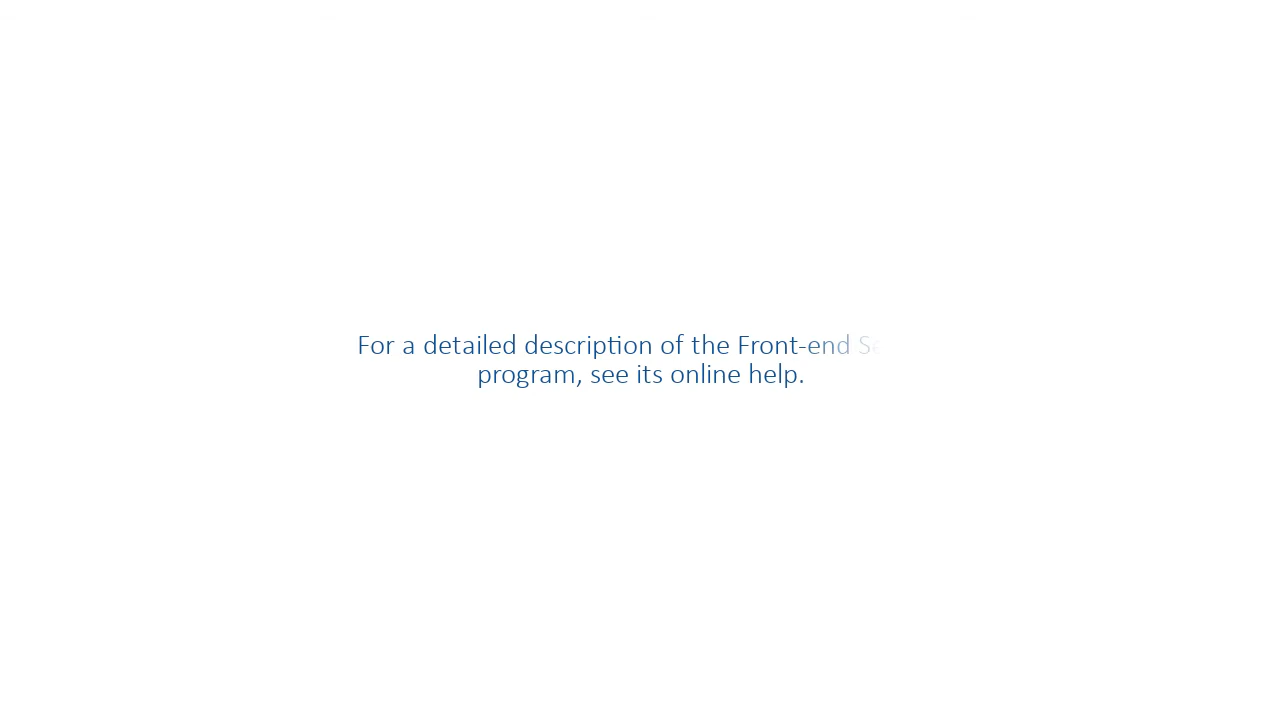 For a detailed description of the Front-end
program, see its online help.